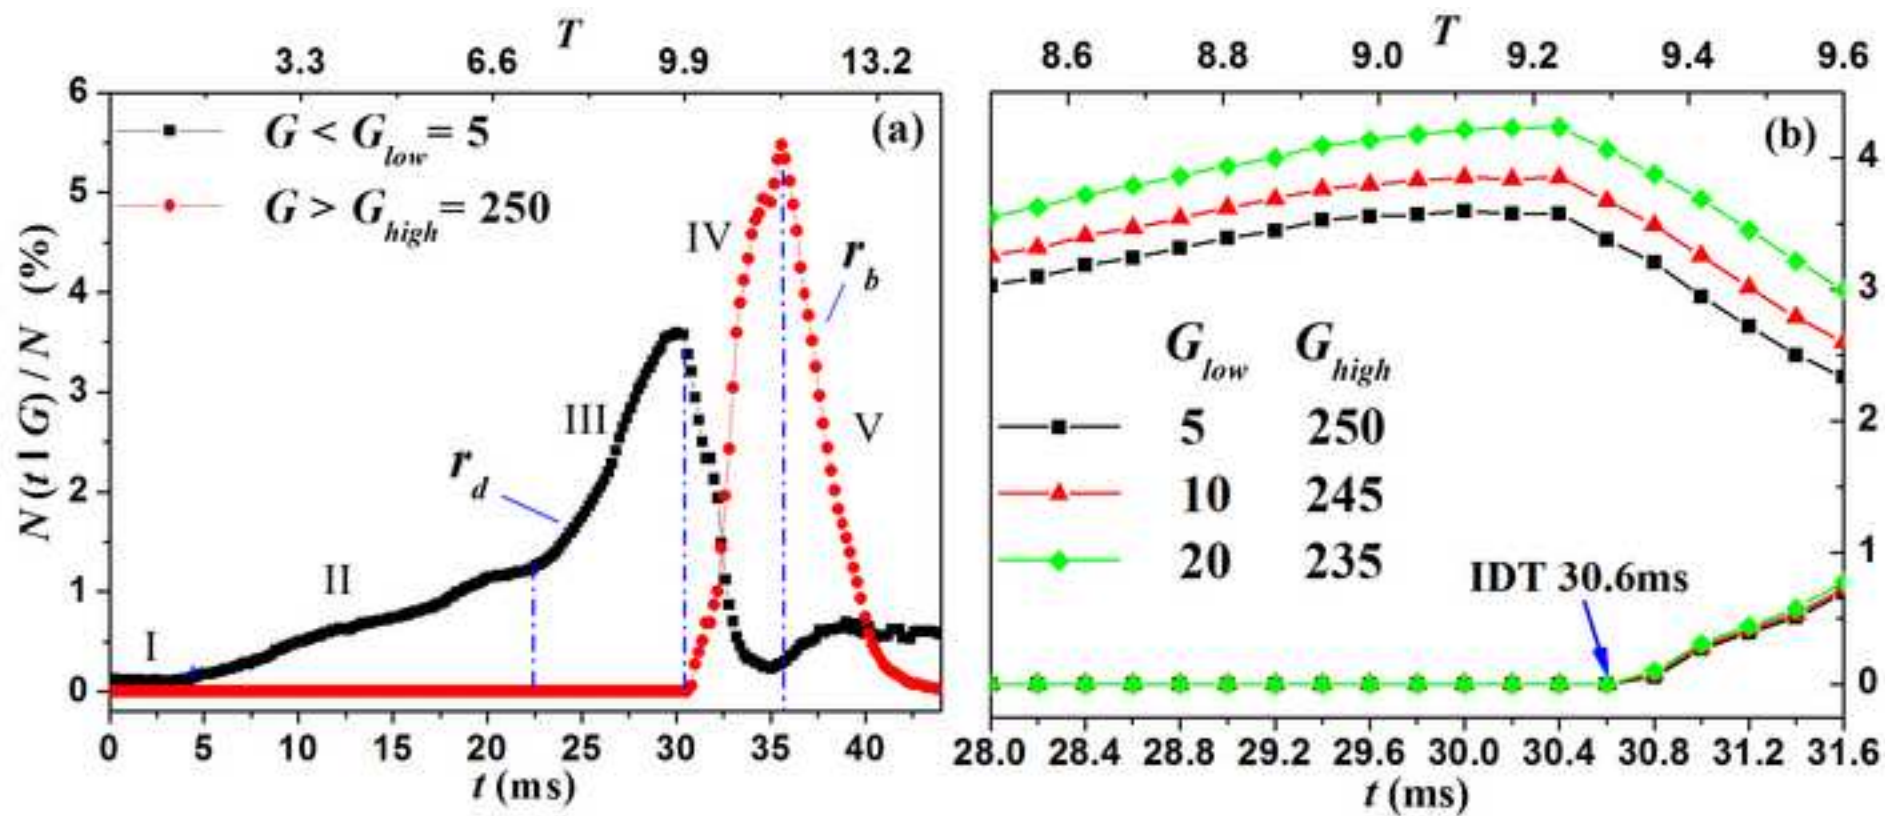 T
3.3 6.6 9.9 13.2
6
5
4
3
2
1
0
N(t|G)/N (%)
G < G_low = 5
G > G_high = 250
(a)
I
II
III
IV
V
r_d
r_b
0 5 10 15 20 25 30 35 40
t (ms)
T
8.6 8.8 9.0 9.2 9.4 9.6
(b)
4
3
2
1
0
G_low G_high
5 250
10 245
20 235
IDT 30.6ms
28.0 28.4 28.8 29.2 29.6 30.0 30.4 30.8 31.2 31.6
t (ms)